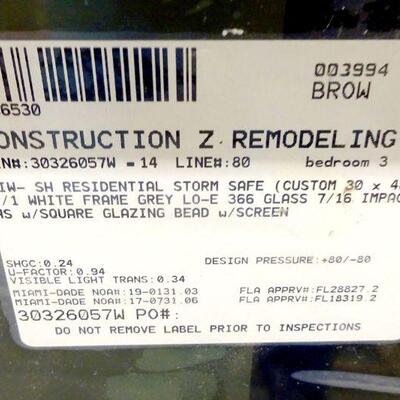 003994
6530
BROW
ONSTRUCTION Z REMODELING
N#:30326057W - 14 LINE#:80 bedroom 3
IW- SH RESIDENTIAL STORM SAFE (CUSTOM 30 x 4
/1 WHITE FRAME GREY LO-E 366 GLASS 7/16 IMPAC
AS w/SQUARE GLAZING BEAD w/SCREEN
SHGC:0.24 DESIGN PRESSURE:+80/-80
U-FACTOR:0.94
VISIBLE LIGHT TRANS:0.34
MIAMI-DADE NOA#:19-0131.03 FLA APPRV#:FL28827.2
MIAMI-DADE NOA#:17-0731.06 FLA APPRV#:FL18319.2
30326057W PO#:
DO NOT REMOVE LABEL PRIOR TO INSPECTIONS